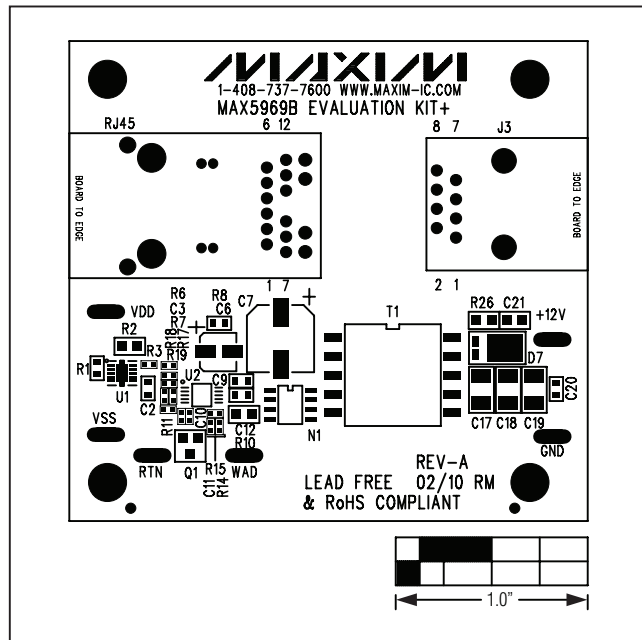 MAXIM
1-408-737-7600 WWW.MAXIM-IC.COM
MAX5969B EVALUATION KIT+
RJ45
6 12
8 7
J3
BOARD TO EDGE
BOARD TO EDGE
1 7
2 1
R6
C3
R7
R17
R18
R19
R8
C6
C7
+
+
T1
R26
C21
+12V
VDD
R2
R3
R1
U1
C2
U2
C9
C10
D7
C20
VSS
R11
C12
R10
N1
C17
C18
C19
RTN
Q1
R15
R14
C11
WAD
GND
REV-A
LEAD FREE 02/10 RM
& RoHS COMPLIANT
1.0"